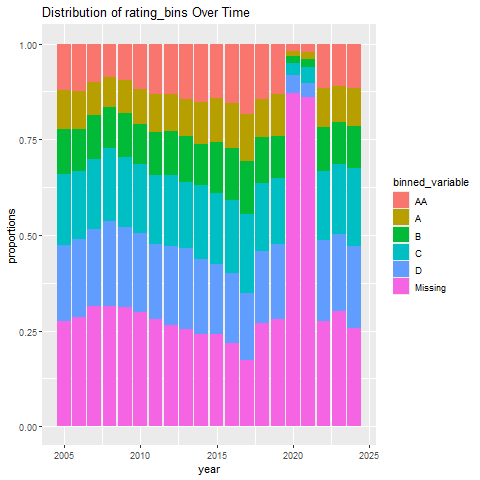 Distribution of rating_bins Over Time
1.00
0.75
0.50
0.25
0.00
proportions
2005 2010 2015 2020 2025
year
binned_variable
AA
A
B
C
D
Missing